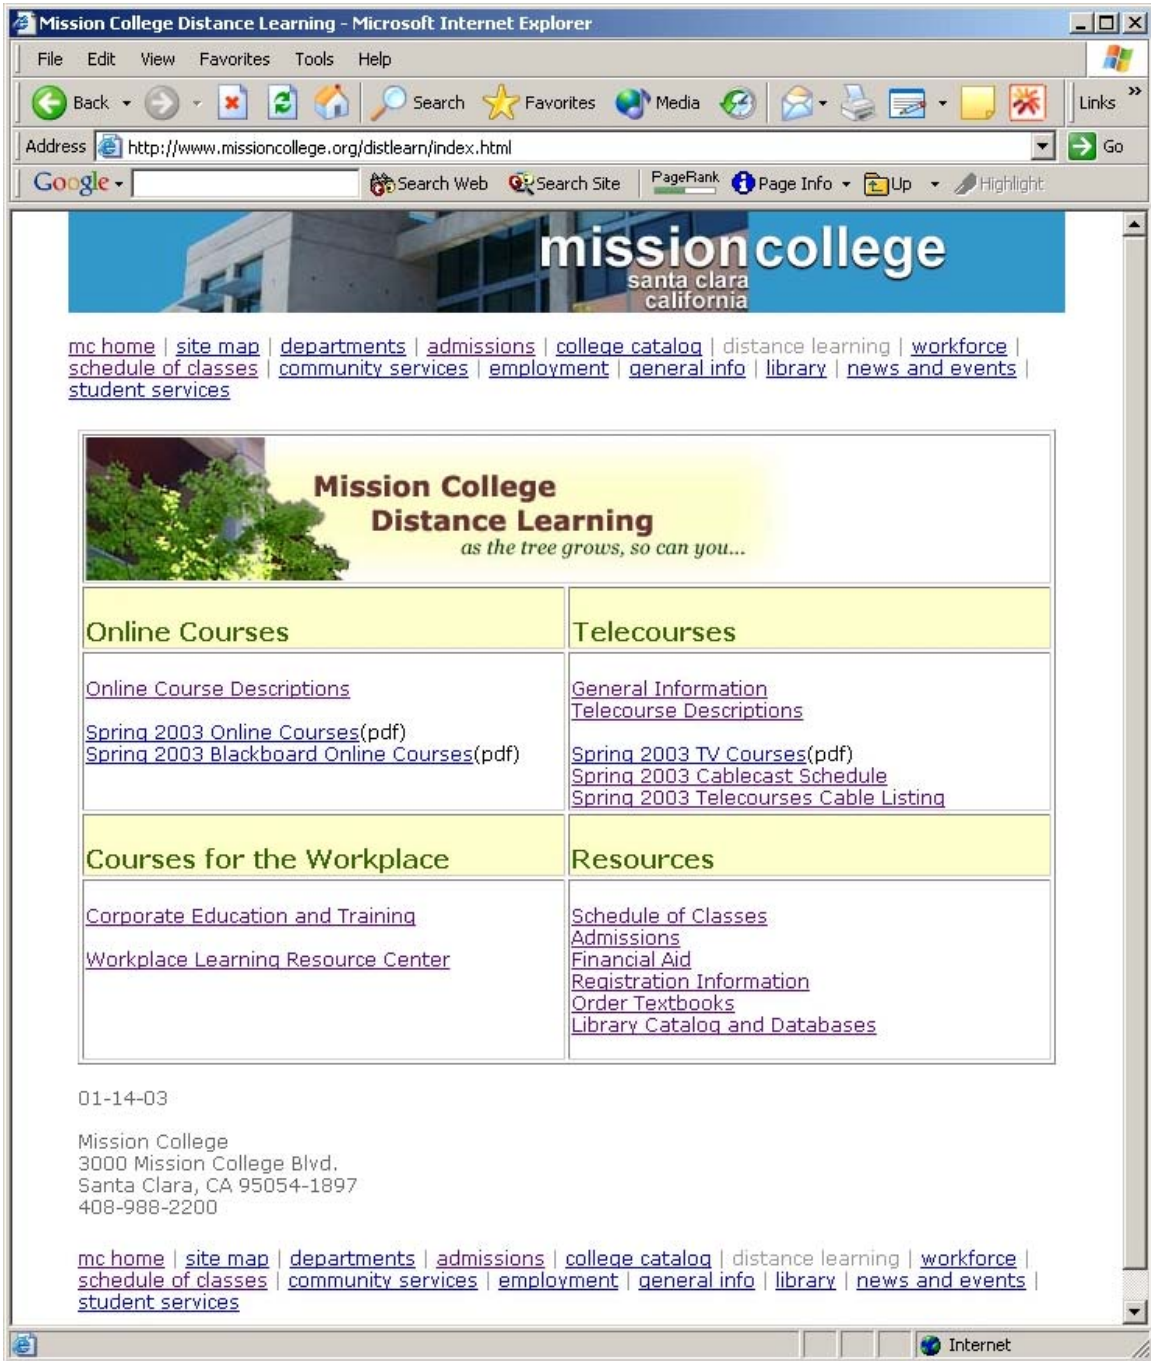 Mission College Distance Learning - Microsoft Internet Explorer
File Edit View Favorites Tools Help
Back Search Favorites Media Links »
Address http://www.missioncollege.org/distlearn/index.html Go
Google Search Web Search Site PageRank Page Info Up Highlight
missioncollege
santa clara
california
mc home | site map | departments | admissions | college catalog | distance learning | workforce |
schedule of classes | community services | employment | general info | library | news and events |
student services
Mission College
Distance Learning
as the tree grows, so can you...
Online Courses
Online Course Descriptions
Spring 2003 Online Courses(pdf)
Spring 2003 Blackboard Online Courses(pdf)
Telecourses
General Information
Telecourse Descriptions
Spring 2003 TV Courses(pdf)
Spring 2003 Cablecast Schedule
Spring 2003 Telecourses Cable Listing
Courses for the Workplace
Corporate Education and Training
Workplace Learning Resource Center
Resources
Schedule of Classes
Admissions
Financial Aid
Registration Information
Order Textbooks
Library Catalog and Databases
01-14-03
Mission College
3000 Mission College Blvd.
Santa Clara, CA 95054-1897
408-988-2200
mc home | site map | departments | admissions | college catalog | distance learning | workforce |
schedule of classes | community services | employment | general info | library | news and events |
student services
Internet